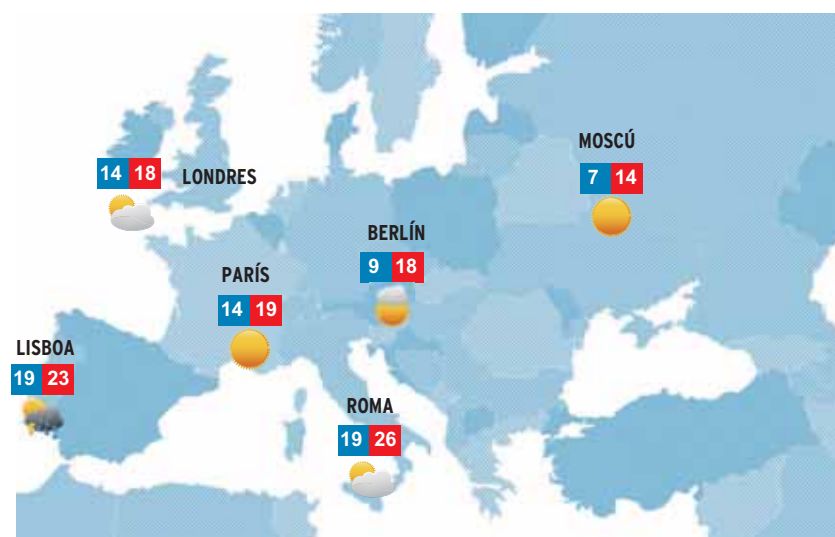 MOSCÚ
7 14
14 18 LONDRES
BERLÍN
9 18
PARÍS
14 19
LISBOA
19 23
ROMA
19 26